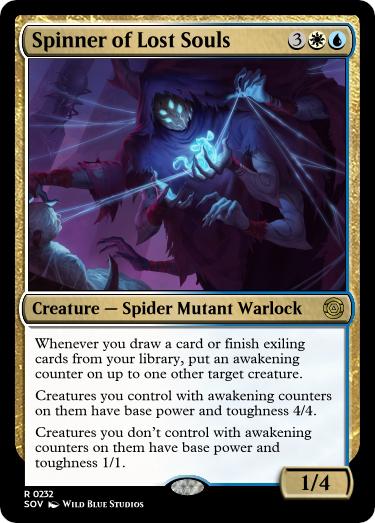 Spinner of Lost Souls 3
Creature — Spider Mutant Warlock
Whenever you draw a card or finish exiling
cards from your library, put an awakening
counter on up to one other target creature.
Creatures you control with awakening counters
on them have base power and toughness 4/4.
Creatures you don't control with awakening
counters on them have base power and
toughness 1/1.
1/4
R 0232
SOV Wild Blue Studios